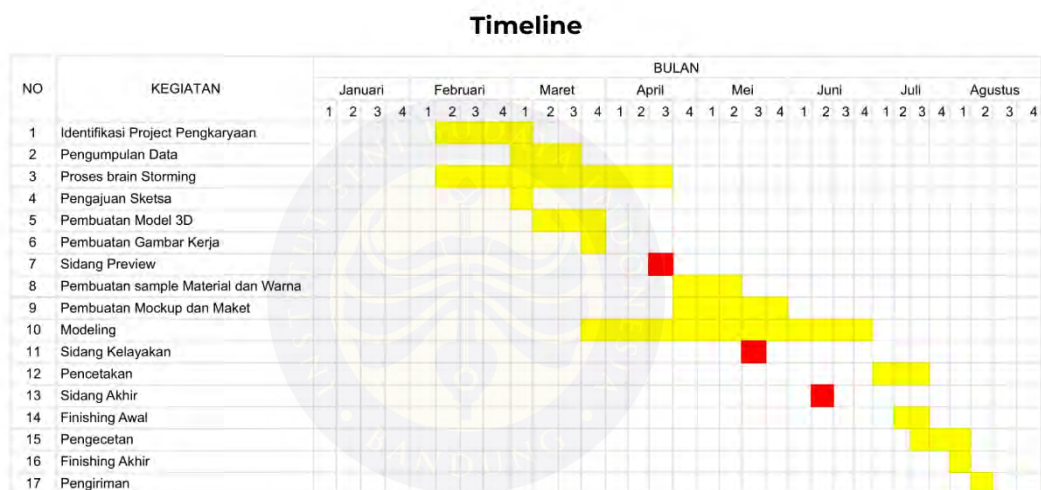 Timeline
NO KEGIATAN BULAN
Januari Februari Maret April Mei Juni Juli Agustus
1 2 3 4 1 2 3 4 1 2 3 4 1 2 3 4 1 2 3 4 1 2 3 4 1 2 3 4 1 2 3 4
1 Identifikasi Project Pengkaryaan
2 Pengumpulan Data
3 Proses brain Storming
4 Pengajuan Sketsa
5 Pembuatan Model 3D
6 Pembuatan Gambar Kerja
7 Sidang Preview
8 Pembuatan sample Material dan Warna
9 Pembuatan Mockup dan Maket
10 Modeling
11 Sidang Kelayakan
12 Pencetakan
13 Sidang Akhir
14 Finishing Awal
15 Pengecetan
16 Finishing Akhir
17 Pengiriman
INSTITUT SENI BUDAYA INDONESIA
BANDUNG